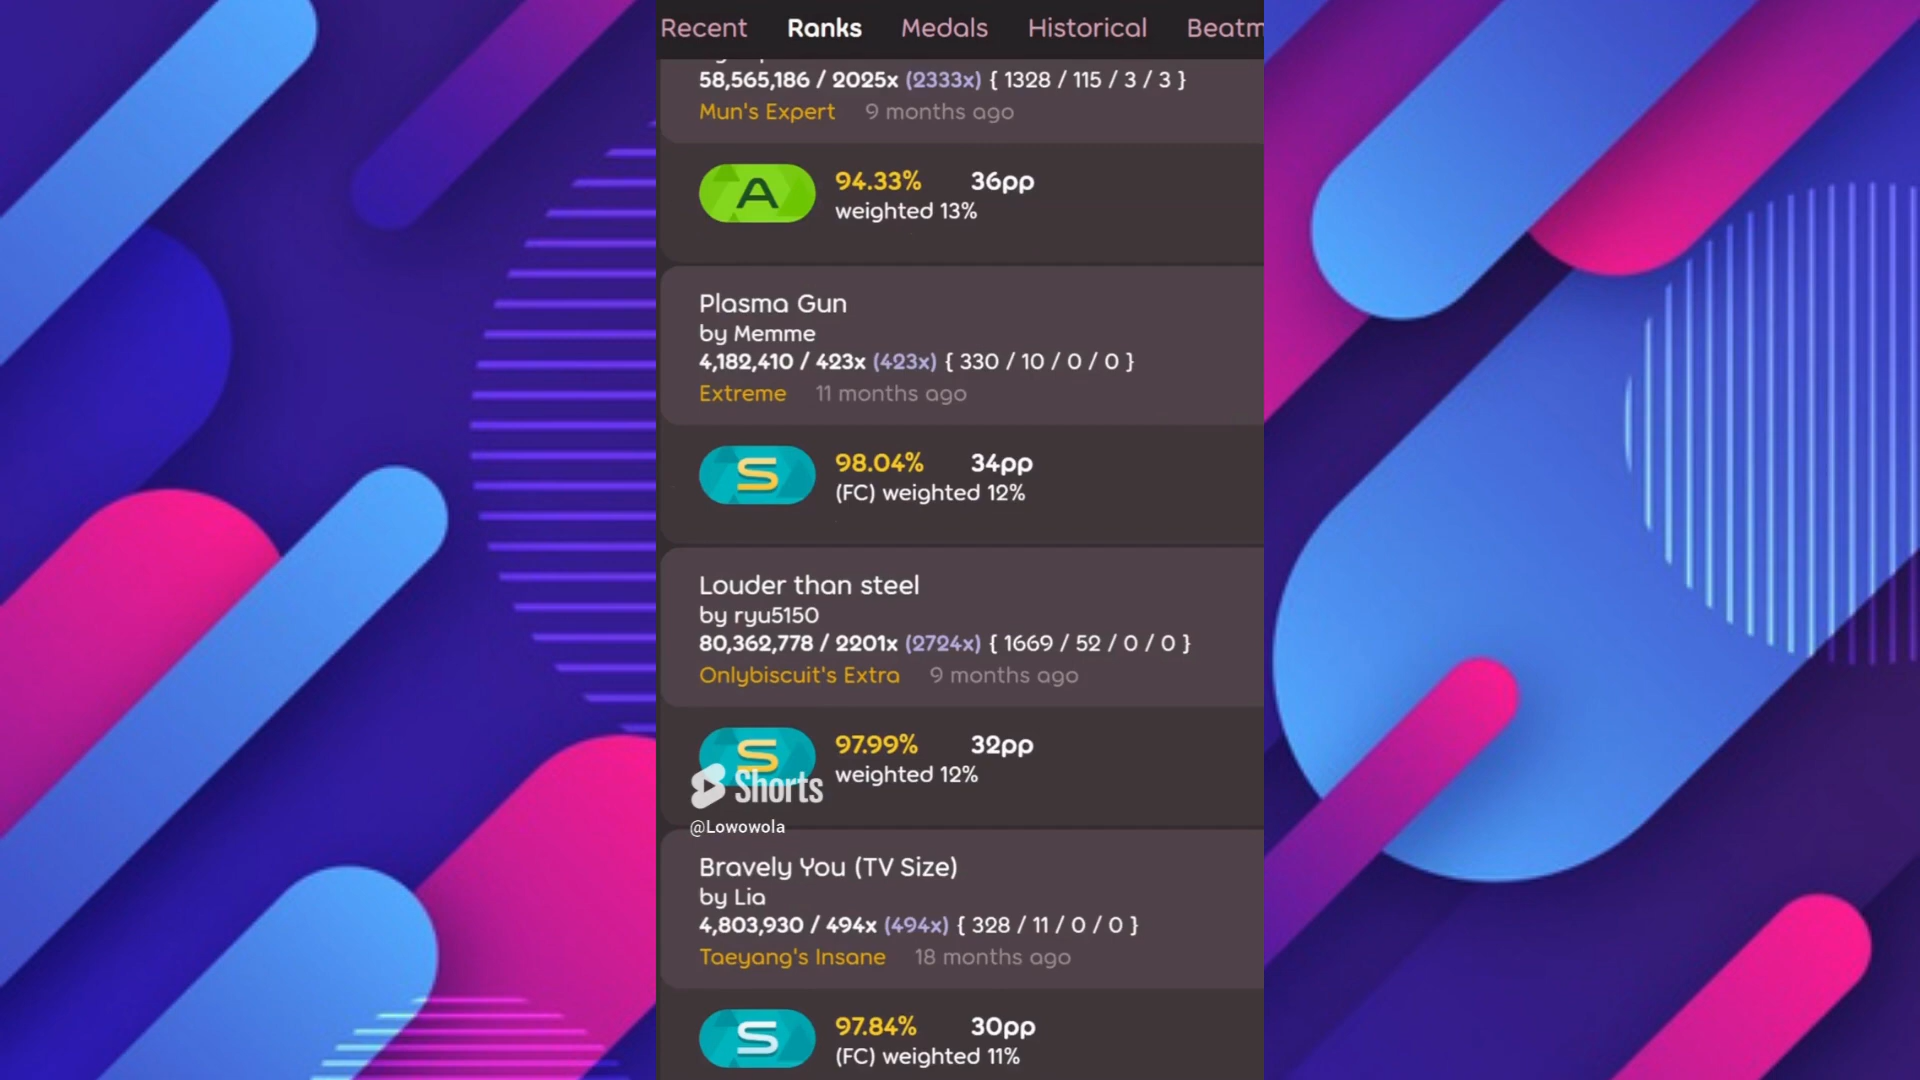 Recent Ranks Medals Historical Beatm
58,565,186 / 2025x (2333x) { 1328 / 115 / 3 / 3 }
Mun's Expert 9 months ago
A 94.33% 36pp
weighted 13%
Plasma Gun
by Memme
4,182,410 / 423x (423x) { 330 / 10 / 0 / 0 }
Extreme 11 months ago
S 98.04% 34pp
(FC) weighted 12%
Louder than steel
by ryu5150
80,362,778 / 2201x (2724x) { 1669 / 52 / 0 / 0 }
Onlybiscuit's Extra 9 months ago
S 97.99% 32pp
weighted 12%
Shorts
@Lowowola
Bravely You (TV Size)
by Lia
4,803,930 / 494x (494x) { 328 / 11 / 0 / 0 }
Taeyang's Insane 18 months ago
S 97.84% 30pp
(FC) weighted 11%